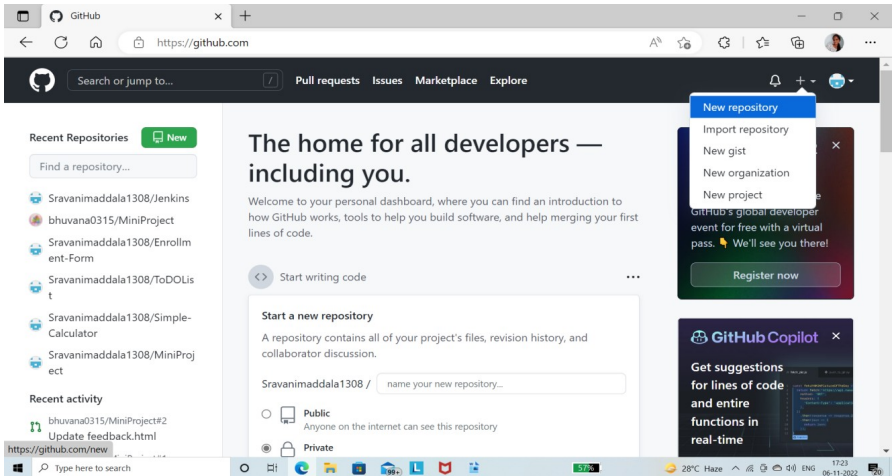 GitHub
https://github.com
Search or jump to...
/
Pull requests Issues Marketplace Explore
Recent Repositories
New
Find a repository...
Sravanimaddala1308/Jenkins
bhuvana0315/MiniProject
Sravanimaddala1308/Enrollm
ent-Form
Sravanimaddala1308/ToDOLis
t
Sravanimaddala1308/Simple-
Calculator
Sravanimaddala1308/MiniProj
ect
Recent activity
bhuvana0315/MiniProject#2
Update feedback.html
https://github.com/new
The home for all developers —
including you.
Welcome to your personal dashboard, where you can find an introduction to
how GitHub works, tools to help you build software, and help merging your first
lines of code.
Start writing code
Start a new repository
A repository contains all of your project's files, revision history, and
collaborator discussion.
Sravanimaddala1308 /
name your new repository...
Public
Anyone on the internet can see this repository
Private
New repository
Import repository
New gist
New organization
New project
GitHub's global developer
event for free with a virtual
pass. 👇 We'll see you there!
Register now
GitHub Copilot
Get suggestions
for lines of code
and entire
functions in
real-time
Type here to search
99+
57%
28°C Haze
ENG
17:23
06-11-2022
20